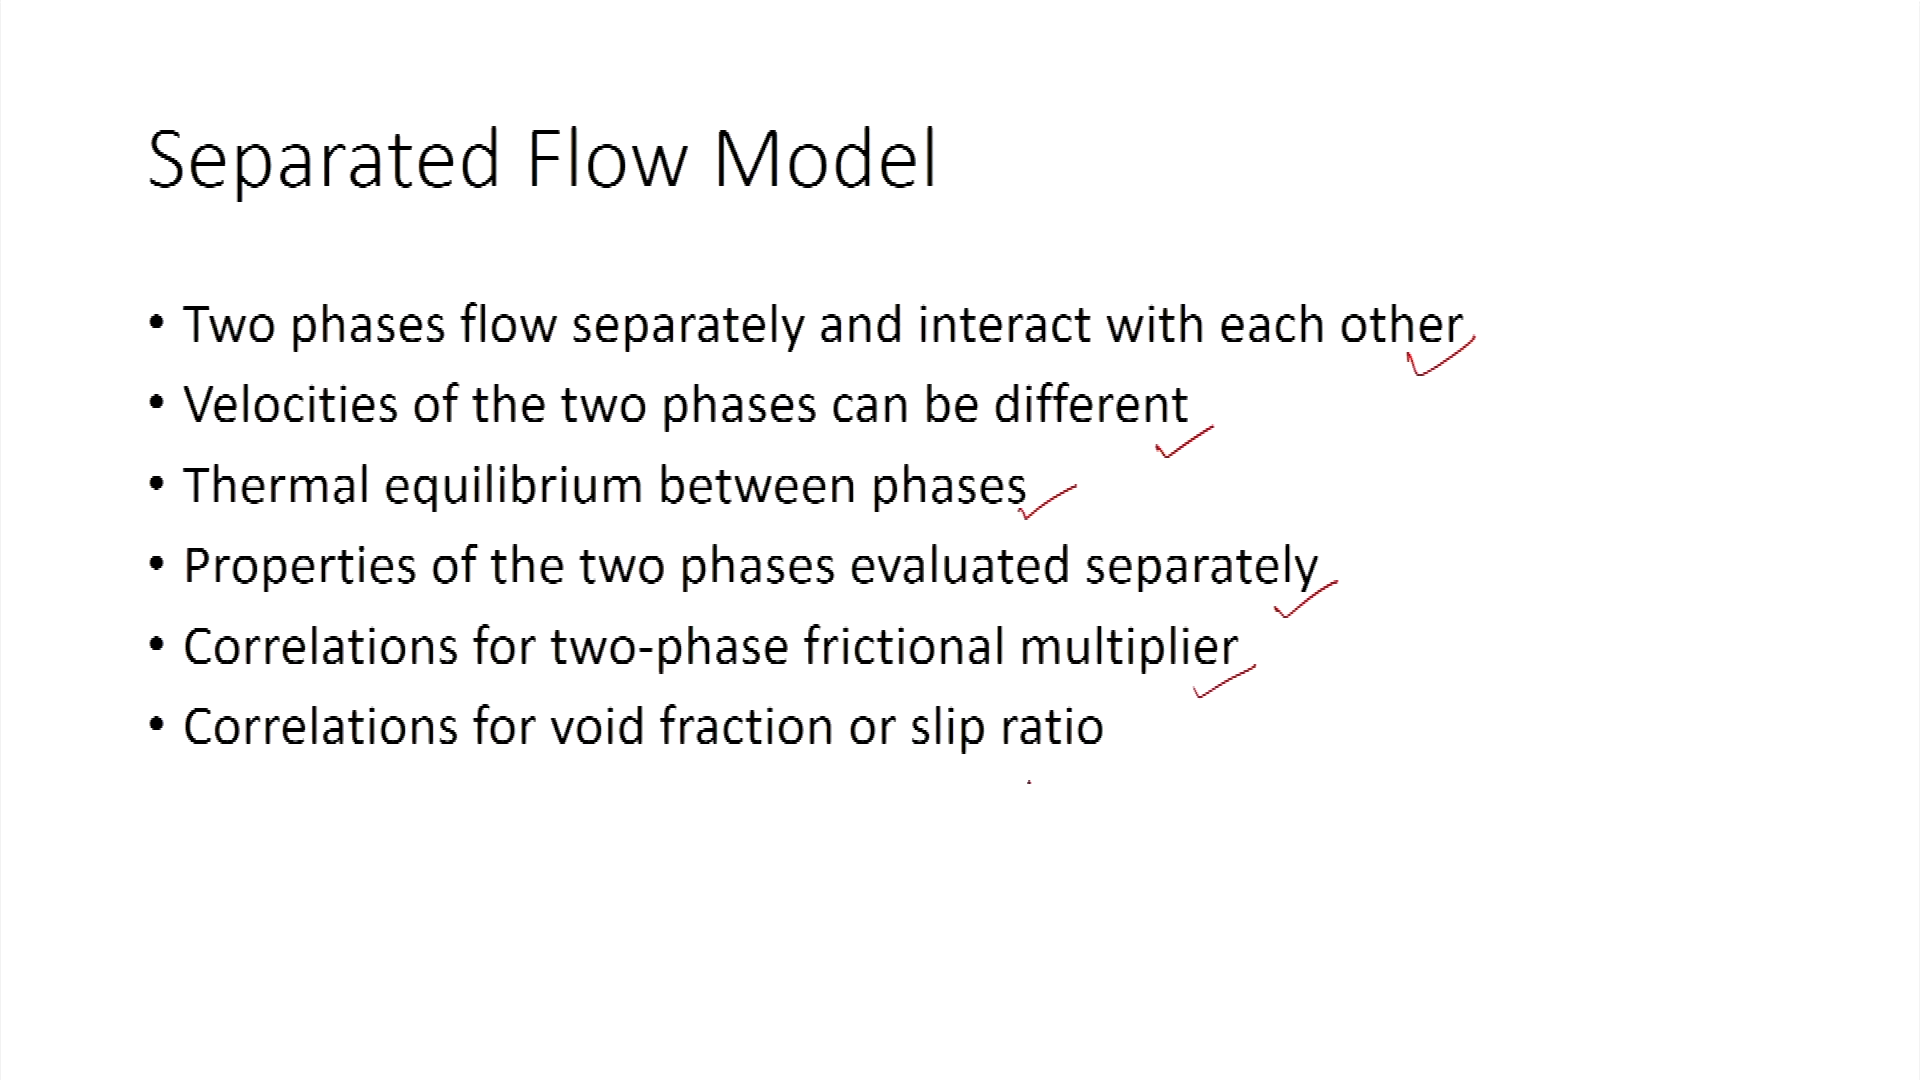 Separated Flow Model
• Two phases flow separately and interact with each other
• Velocities of the two phases can be different
• Thermal equilibrium between phases
• Properties of the two phases evaluated separately
• Correlations for two-phase frictional multiplier
• Correlations for void fraction or slip ratio